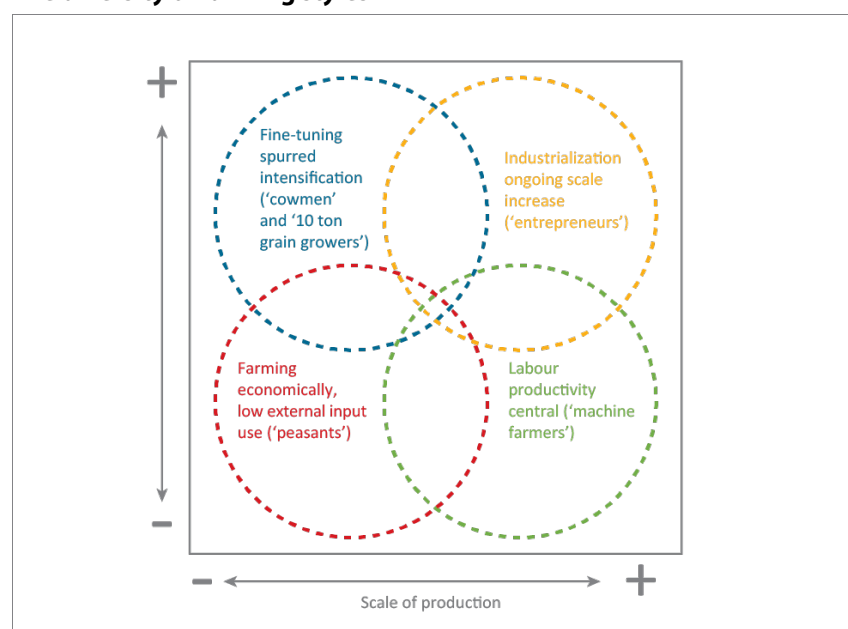 +
Fine-tuning
spurred
intensification
(‘cowmen’
and ‘10 ton
grain growers’)
Industrialization
ongoing scale
increase
(‘entrepreneurs’)
Farming
economically,
low external input
use (‘peasants’)
Labour
productivity
central (‘machine
farmers’)
–
– +
Scale of production